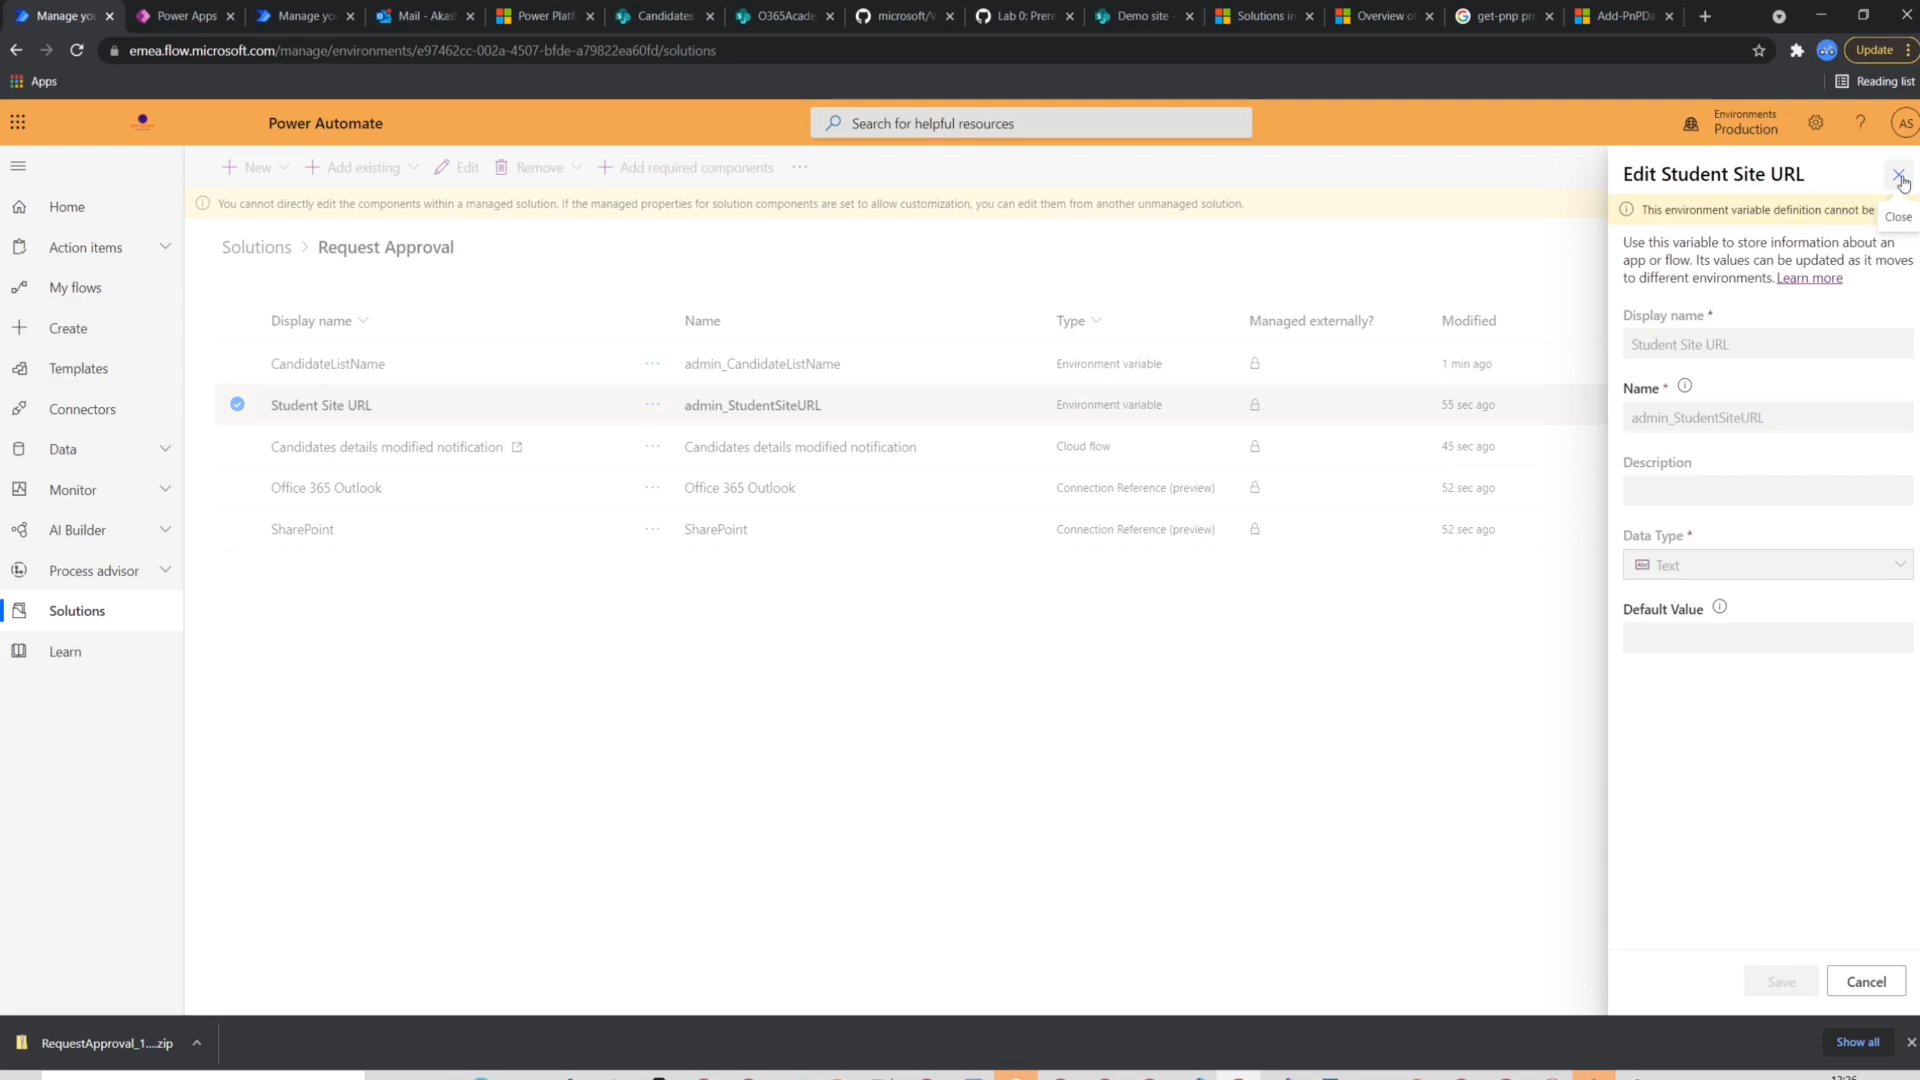 Manage yo
Power Apps
Manage yo
Mail - Akas
Power Platf
Candidates
O365Acade
microsoft/
Lab 0: Prere
Demo site -
Solutions in
Overview o
get-pnp pr
Add-PnPDa
emea.flow.microsoft.com/manage/environments/e97462cc-002a-4507-bfde-a79822ea60fd/solutions
Update
Apps
Reading list
Power Automate
Search for helpful resources
Environments
Production
AS
New
Add existing
Edit
Remove
Add required components
You cannot directly edit the components within a managed solution. If the managed properties for solution components are set to allow customization, you can edit them from another unmanaged solution.
Home
Action items
My flows
Create
Templates
Connectors
Data
Monitor
AI Builder
Process advisor
Solutions
Learn
Solutions > Request Approval
Display name Name Type Managed externally? Modified
CandidateListName ··· admin_CandidateListName Environment variable 1 min ago
Student Site URL ··· admin_StudentSiteURL Environment variable 55 sec ago
Candidates details modified notification ··· Candidates details modified notification Cloud flow 45 sec ago
Office 365 Outlook ··· Office 365 Outlook Connection Reference (preview) 52 sec ago
SharePoint ··· SharePoint Connection Reference (preview) 52 sec ago
Edit Student Site URL
This environment variable definition cannot be
Close
Use this variable to store information about an
app or flow. Its values can be updated as it moves
to different environments. Learn more
Display name *
Student Site URL
Name *
admin_StudentSiteURL
Description
Data Type *
Abc Text
Default Value
Save
Cancel
RequestApproval_1....zip
Show all